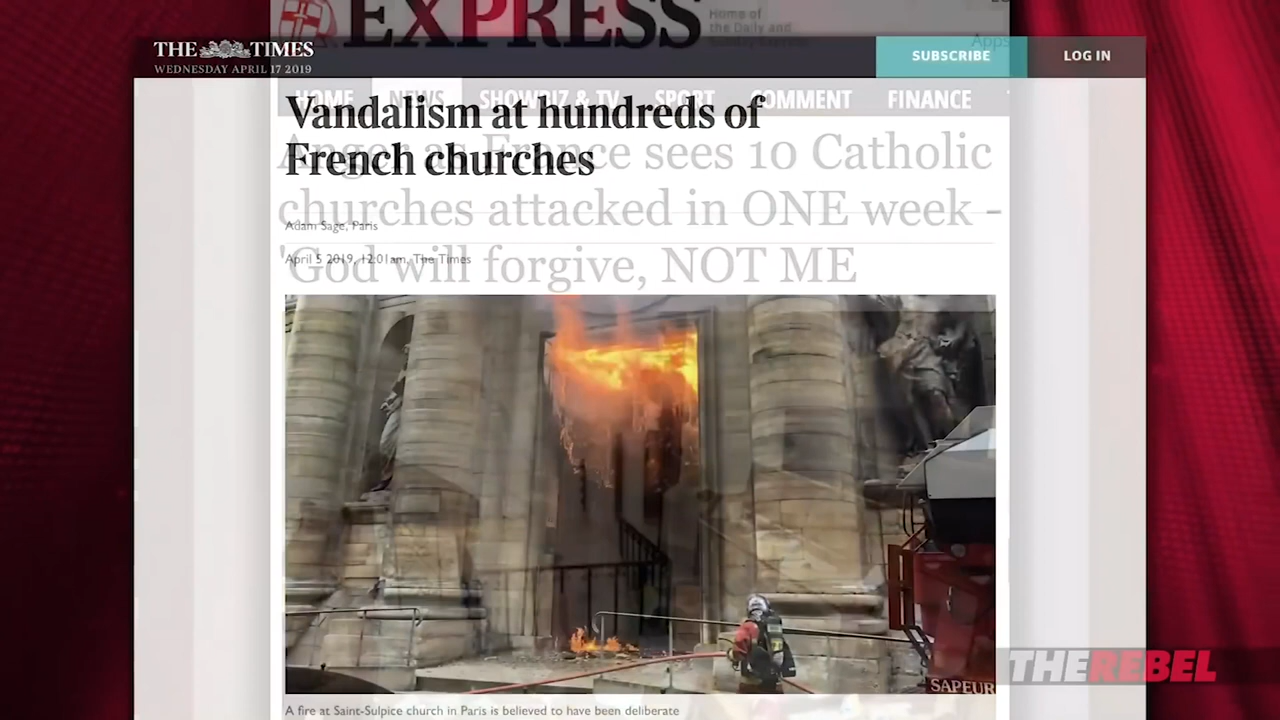 EXPRESS
Home of
the Daily and
Sunday Express
Apps
THE TIMES
WEDNESDAY APRIL 17 2019
SUBSCRIBE
LOG IN
HOME NEWS SHOWBIZ & TV SPORT COMMENT FINANCE
Vandalism at hundreds of
French churches
Anger as France sees 10 Catholic
churches attacked in ONE week -
'God will forgive, NOT ME
Adam Sage, Paris
April 5 2019, 12:01am, The Times
SAPEUR
A fire at Saint-Sulpice church in Paris is believed to have been deliberate
THEREBEL